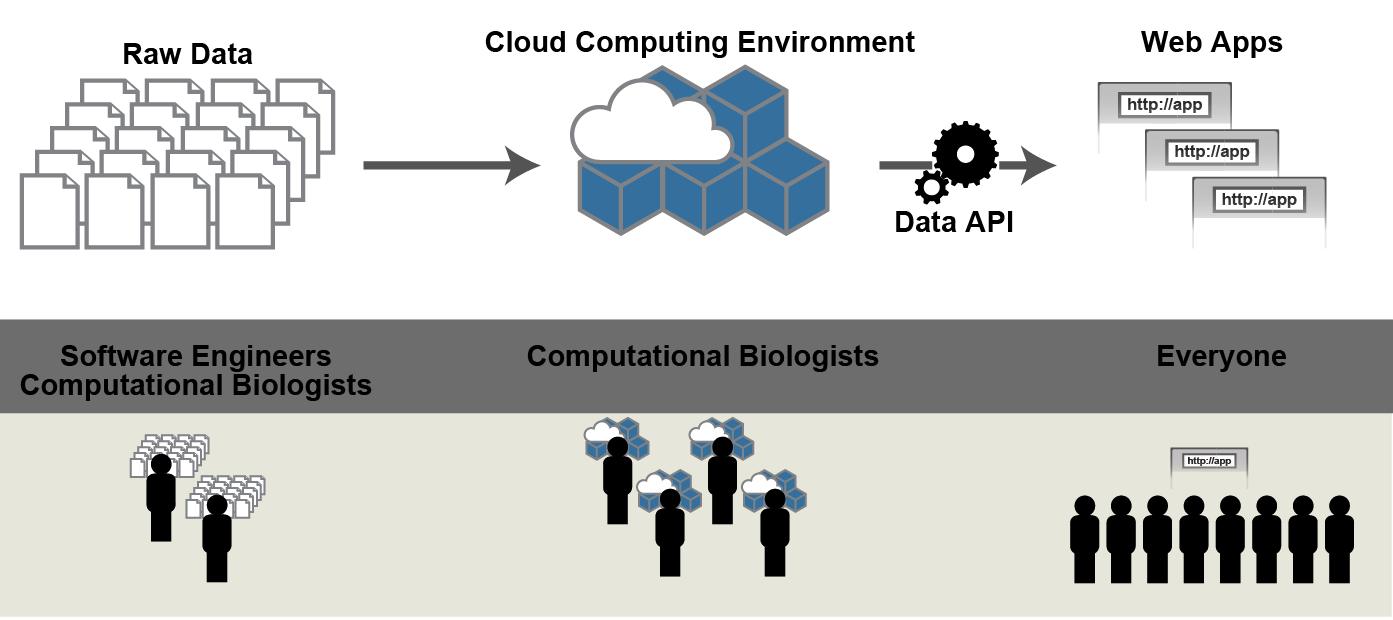 Raw Data
Cloud Computing Environment
Web Apps
http://app
http://app
http://app
Data API
Software Engineers
Computational Biologists
Computational Biologists
Everyone
http://app